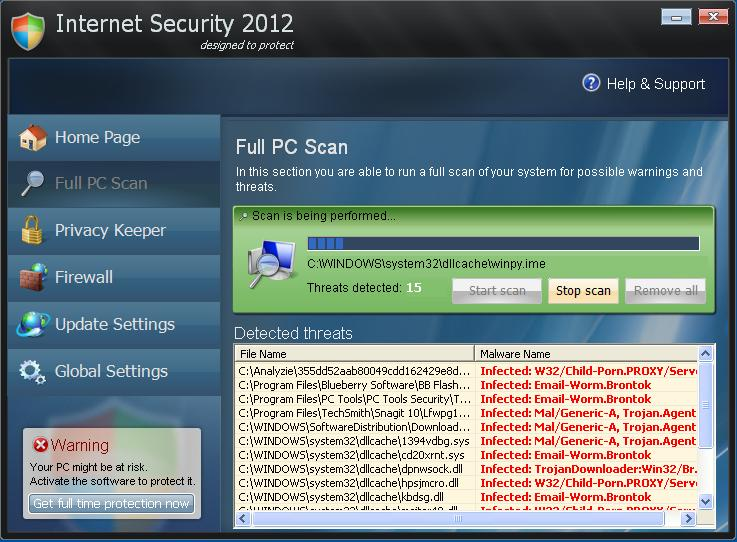 Internet Security 2012
designed to protect
Help & Support
Home Page
Full PC Scan
Privacy Keeper
Firewall
Update Settings
Global Settings
Warning
Your PC might be at risk.
Activate the software to protect it.
Get full time protection now
Full PC Scan
In this section you are able to run a full scan of your system for possible warnings and
threats.
Scan is being performed...
C:\WINDOWS\system32\dllcache\winpy.ime
Threats detected: 15
Start scan
Stop scan
Remove all
Detected threats
File Name Malware Name
C:\Analyzie\355dd52aab80049cdd162429e8d... Infected: W32/Child-Porn.PROXY/Serve
C:\Program Files\Blueberry Software\BB Flash... Infected: Email-Worm.Brontok
C:\Program Files\PC Tools\PC Tools Security\T... Infected: Email-Worm.Brontok
C:\Program Files\TechSmith\Snagit 10\Lfwpg1... Infected: Mal/Generic-A, Trojan.Agent
C:\WINDOWS\SoftwareDistribution\Download... Infected: Mal/Generic-A, Trojan.Agent
C:\WINDOWS\system32\dllcache\1394vdbg.sys Infected: Mal/Generic-A, Trojan.Agent
C:\WINDOWS\system32\dllcache\cd20xrnt.sys Infected: Email-Worm.Brontok
C:\WINDOWS\system32\dllcache\dpnwsock.dll Infected: TrojanDownloader:Win32/Br.
C:\WINDOWS\system32\dllcache\hpsjmcro.dll Infected: W32/Child-Porn.PROXY/Serve
C:\WINDOWS\system32\dllcache\kbdsg.dll Infected: Email-Worm.Brontok